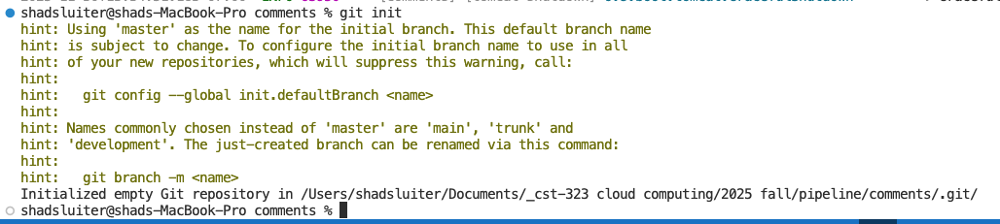 shadsluiter@shads-MacBook-Pro comments % git init
hint: Using 'master' as the name for the initial branch. This default branch name
hint: is subject to change. To configure the initial branch name to use in all
hint: of your new repositories, which will suppress this warning, call:
hint:
hint:   git config --global init.defaultBranch <name>
hint:
hint: Names commonly chosen instead of 'master' are 'main', 'trunk' and
hint: 'development'. The just-created branch can be renamed via this command:
hint:
hint:   git branch -m <name>
Initialized empty Git repository in /Users/shadsluiter/Documents/_cst-323 cloud computing/2025 fall/pipeline/comments/.git/
shadsluiter@shads-MacBook-Pro comments %